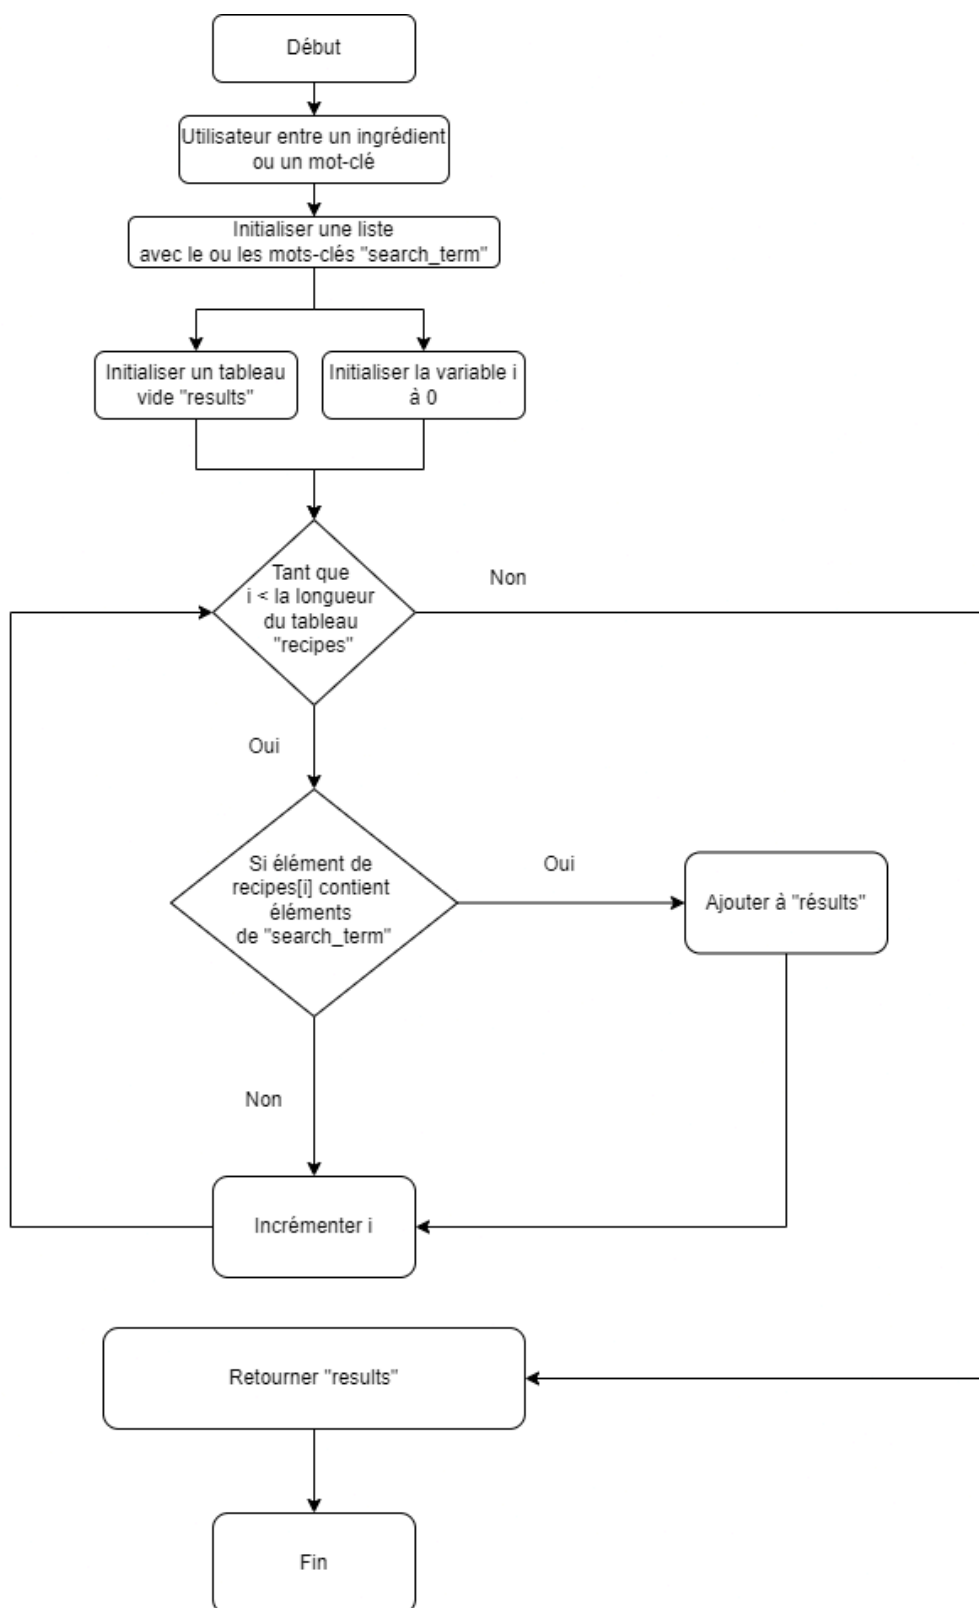 Début
Utilisateur entre un ingrédient
ou un mot-clé
Initialiser une liste
avec le ou les mots-clés "search_term"
Initialiser un tableau
vide "results"
Initialiser la variable i
à 0
Tant que
i < la longueur
du tableau
"recipes"
Non
Oui
Si élément de
recipes[i] contient
éléments
de "search_term"
Oui
Ajouter à "résults"
Non
Incrémenter i
Retourner "results"
Fin